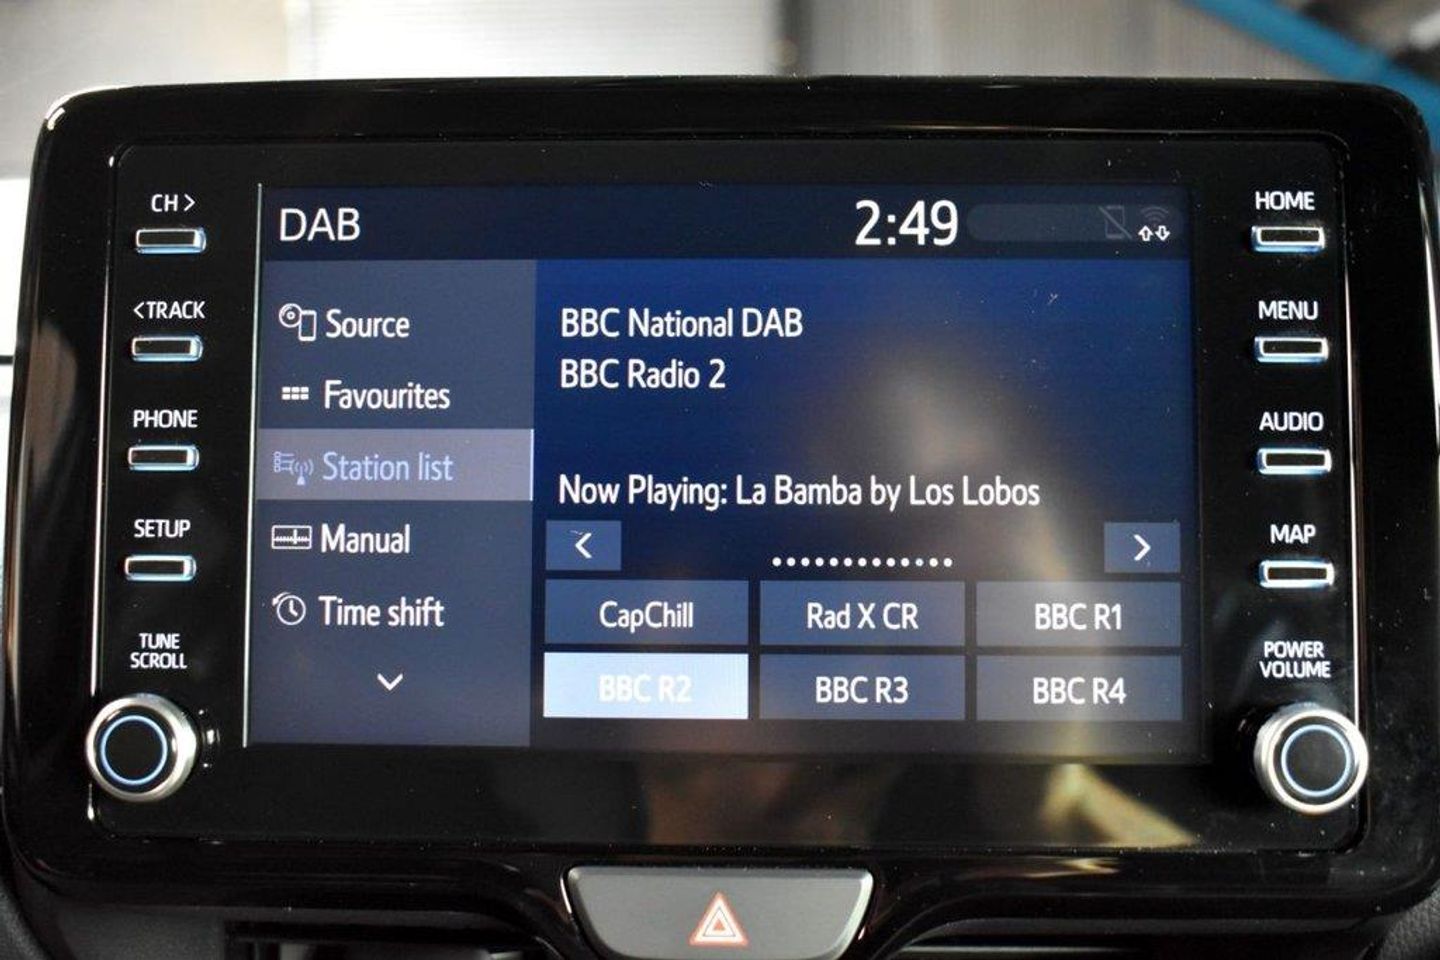 CH >
<TRACK
PHONE
SETUP
TUNE
SCROLL
DAB
2:49
Source
Favourites
Station list
Manual
Time shift
BBC National DAB
BBC Radio 2
Now Playing: La Bamba by Los Lobos
CapChill
Rad X CR
BBC R1
BBC R2
BBC R3
BBC R4
HOME
MENU
AUDIO
MAP
POWER
VOLUME